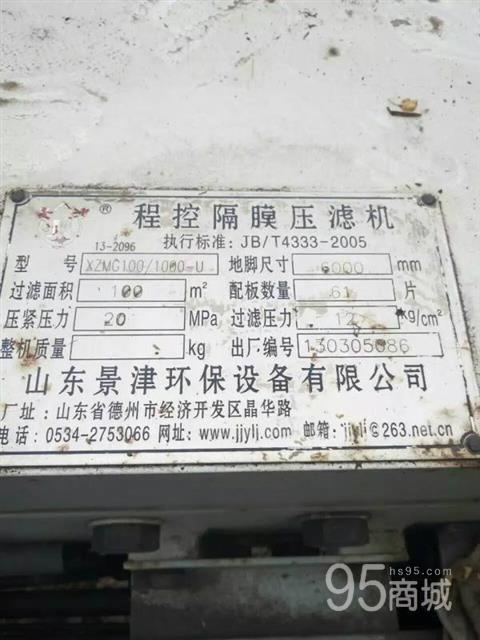 ® 程控隔膜压滤机
13-2096 执行标准: JB/T4333-2005
型 号 XZMG100/1000-U 地脚尺寸 6000 mm
过滤面积 100 m² 配板数量 61 片
压紧压力 20 MPa 过滤压力 12 kg/cm²
整机质量 kg 出厂编号 130305086
山东景津环保设备有限公司
厂址: 山东省德州市经济开发区晶华路
电话: 0534-2753066 网址: www.jjylj.com 邮箱: jjylj@263.net.cn
hs95.com
95商城